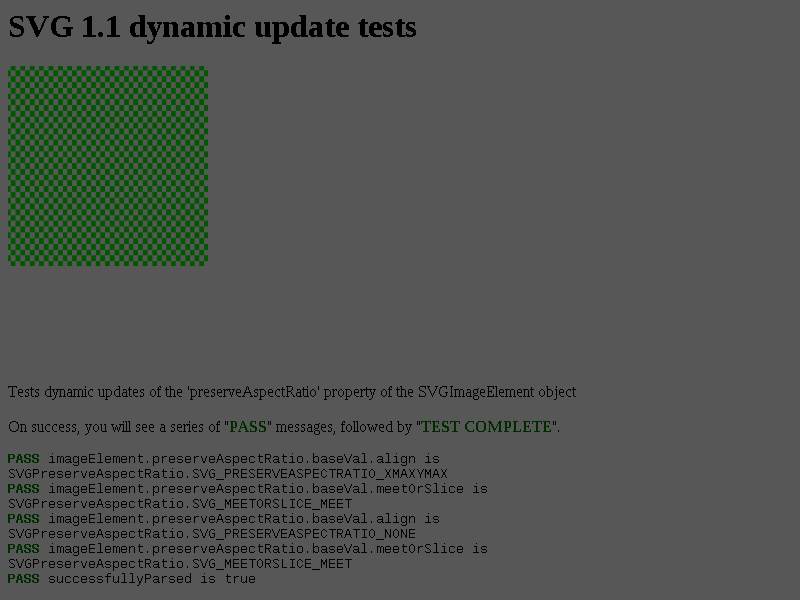 SVG 1.1 dynamic update tests
Tests dynamic updates of the 'preserveAspectRatio' property of the SVGImageElement object
On success, you will see a series of "PASS" messages, followed by "TEST COMPLETE".
PASS imageElement.preserveAspectRatio.baseVal.align is
SVGPreserveAspectRatio.SVG_PRESERVEASPECTRATIO_XMAXYMAX
PASS imageElement.preserveAspectRatio.baseVal.meetOrSlice is
SVGPreserveAspectRatio.SVG_MEETORSLICE_MEET
PASS imageElement.preserveAspectRatio.baseVal.align is
SVGPreserveAspectRatio.SVG_PRESERVEASPECTRATIO_NONE
PASS imageElement.preserveAspectRatio.baseVal.meetOrSlice is
SVGPreserveAspectRatio.SVG_MEETORSLICE_MEET
PASS successfullyParsed is true